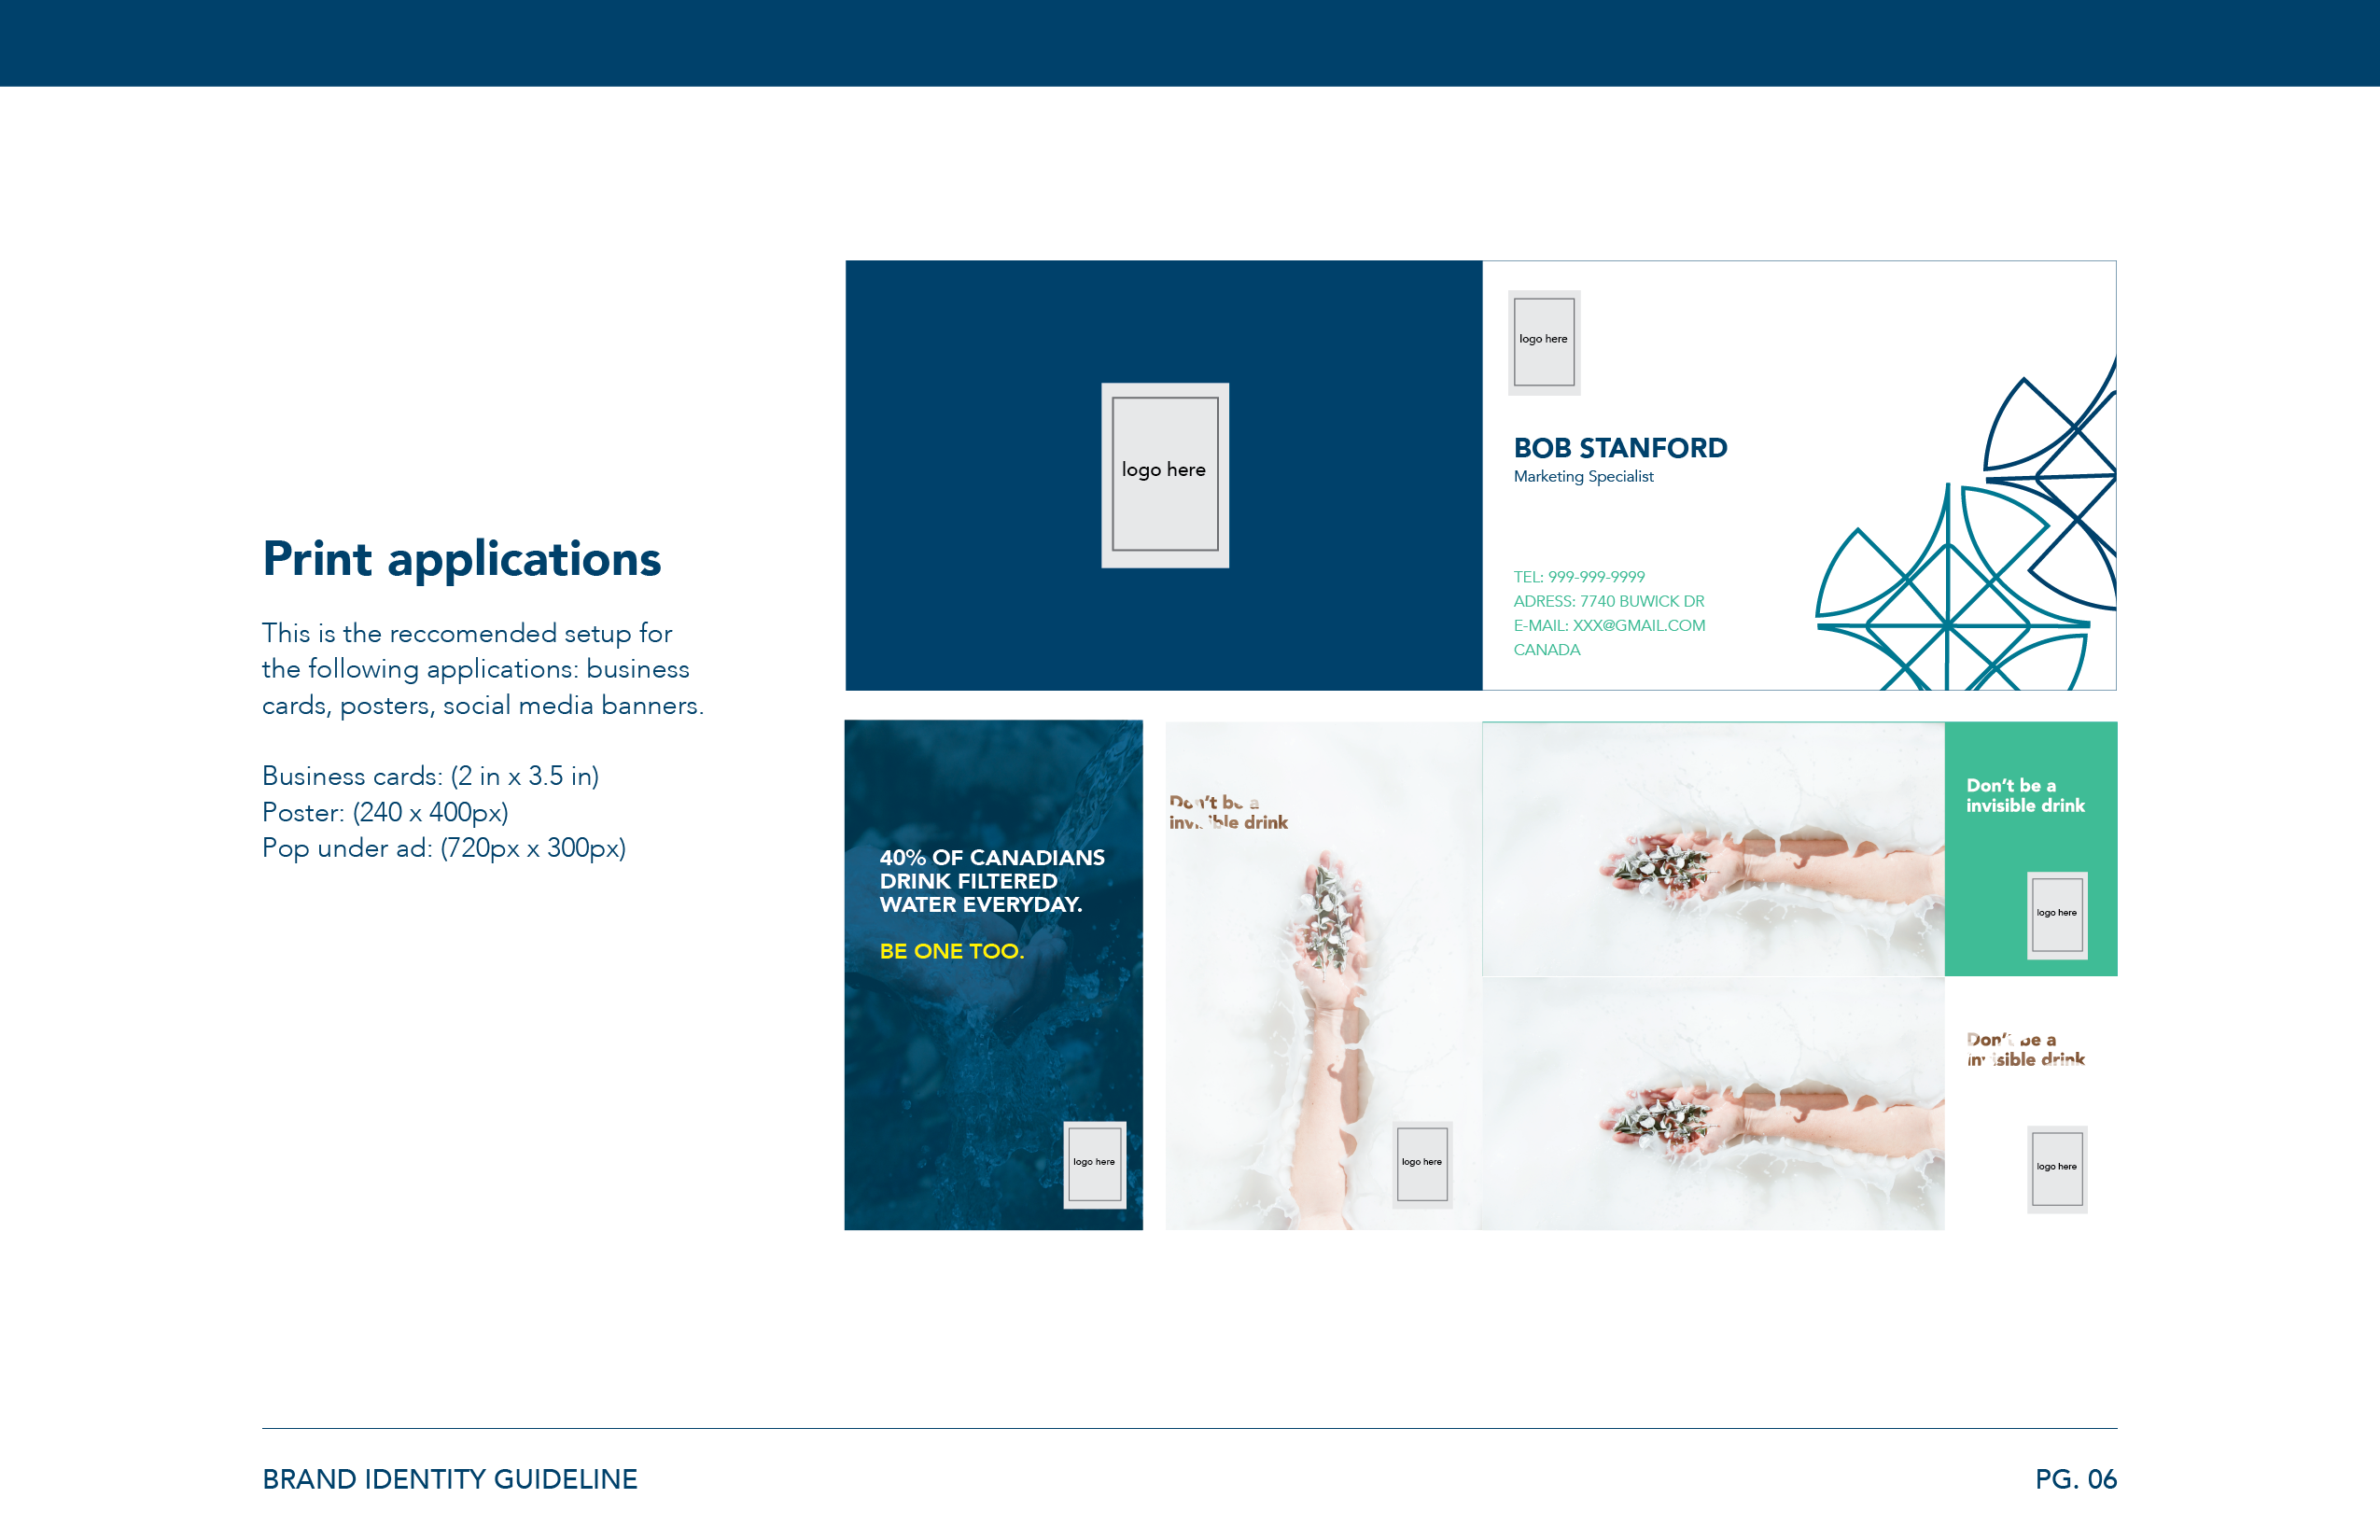 Print applications
This is the reccomended setup for
the following applications: business
cards, posters, social media banners.
Business cards: (2 in x 3.5 in)
Poster: (240 x 400px)
Pop under ad: (720px x 300px)
logo here
logo here
BOB STANFORD
Marketing Specialist
TEL: 999-999-9999
ADRESS: 7740 BUWICK DR
E-MAIL: XXX@GMAIL.COM
CANADA
40% OF CANADIANS
DRINK FILTERED
WATER EVERYDAY.
BE ONE TOO.
logo here
Don't be a
invisible drink
logo here
Don't be a
invisible drink
logo here
Don't be a
invisible drink
logo here
BRAND IDENTITY GUIDELINE
PG. 06